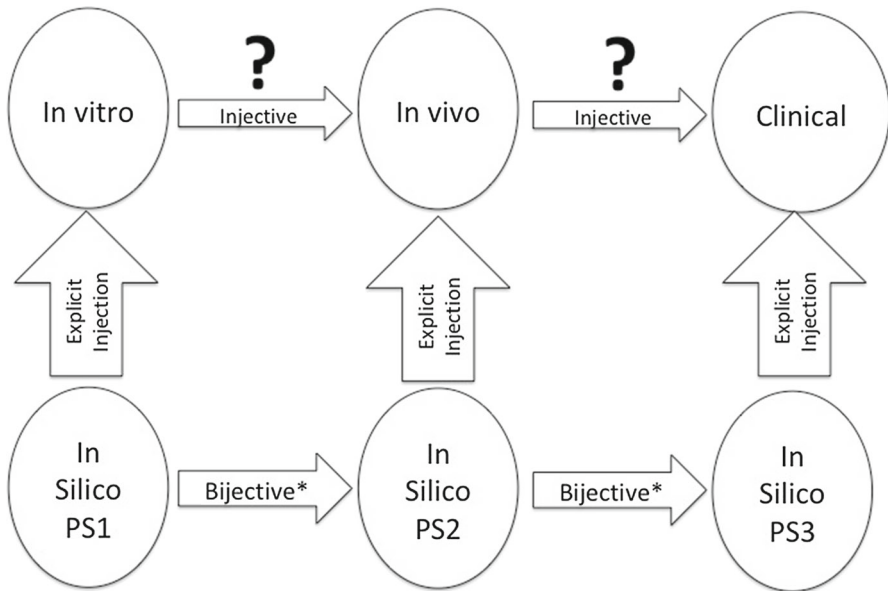 ?
?
In vitro
Injective
In vivo
Injective
Clinical
Explicit
Injection
Explicit
Injection
Explicit
Injection
In
Silico
PS1
Bijective*
In
Silico
PS2
Bijective*
In
Silico
PS3